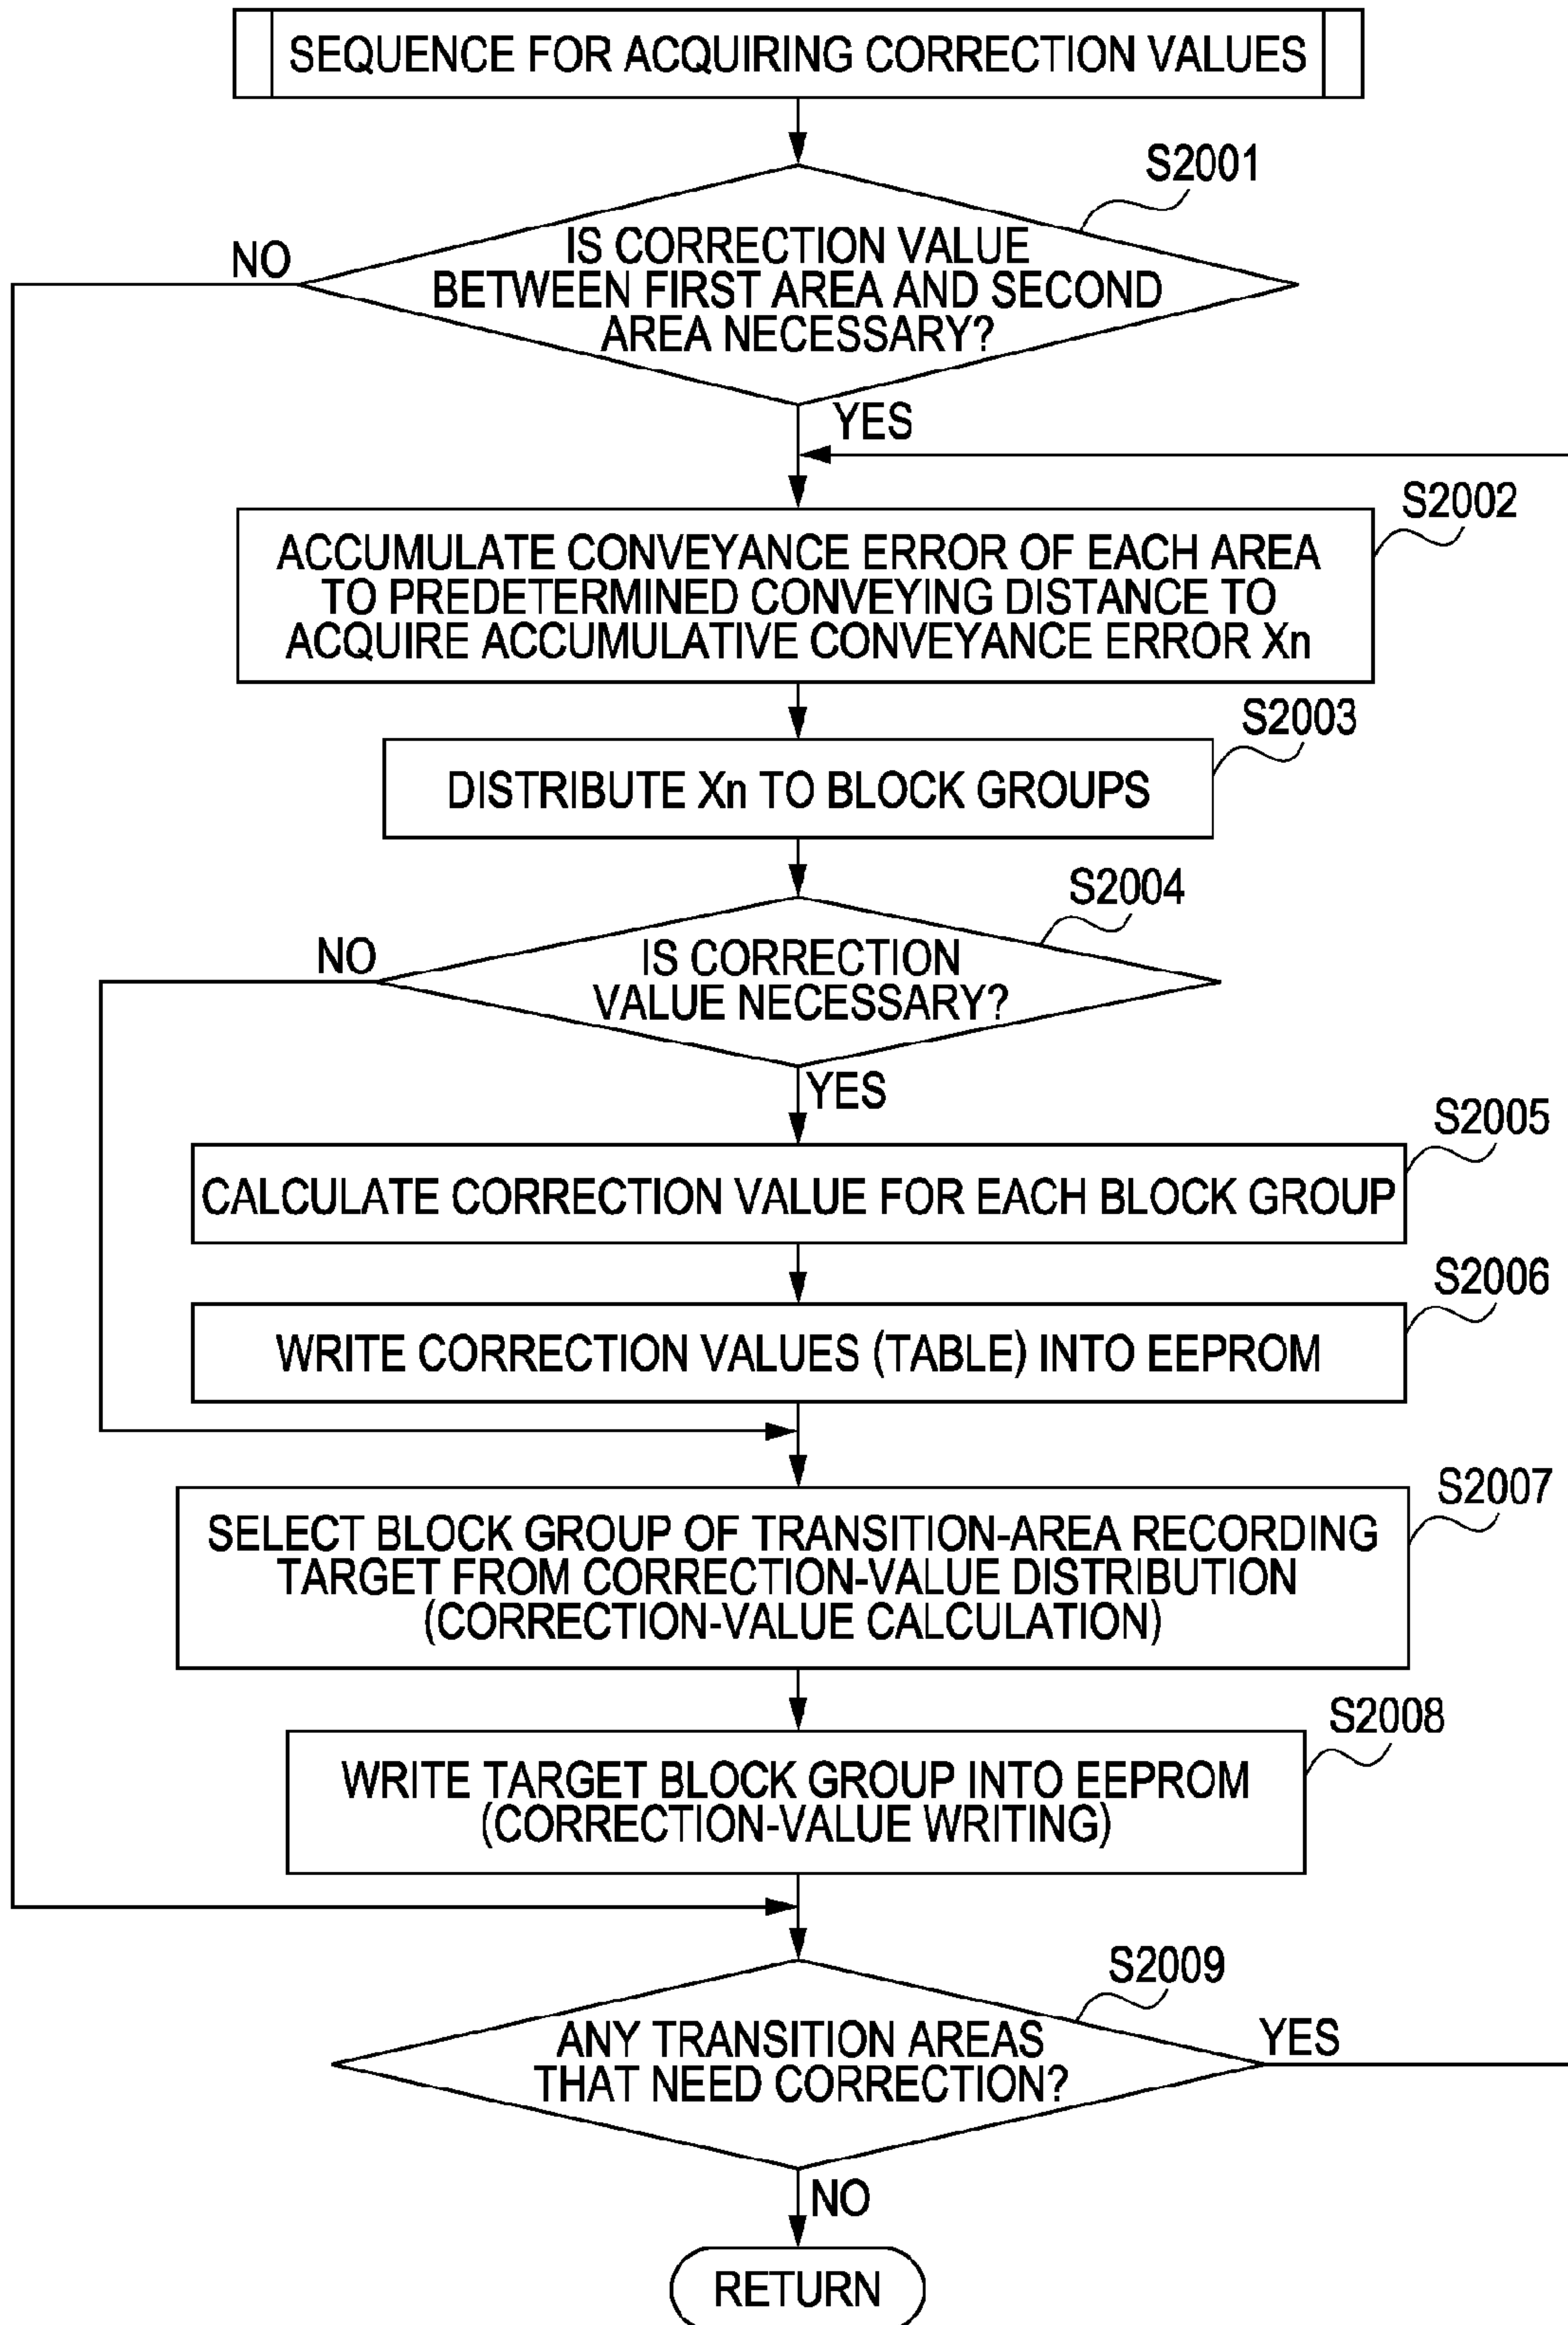 SEQUENCE FOR ACQUIRING CORRECTION VALUES
S2001
NO
IS CORRECTION VALUE
BETWEEN FIRST AREA AND SECOND
AREA NECESSARY?
YES
S2002
ACCUMULATE CONVEYANCE ERROR OF EACH AREA
TO PREDETERMINED CONVEYING DISTANCE TO
ACQUIRE ACCUMULATIVE CONVEYANCE ERROR Xn
S2003
DISTRIBUTE Xn TO BLOCK GROUPS
S2004
NO
IS CORRECTION
VALUE NECESSARY?
YES
S2005
CALCULATE CORRECTION VALUE FOR EACH BLOCK GROUP
S2006
WRITE CORRECTION VALUES (TABLE) INTO EEPROM
S2007
SELECT BLOCK GROUP OF TRANSITION-AREA RECORDING
TARGET FROM CORRECTION-VALUE DISTRIBUTION
(CORRECTION-VALUE CALCULATION)
S2008
WRITE TARGET BLOCK GROUP INTO EEPROM
(CORRECTION-VALUE WRITING)
S2009
ANY TRANSITION AREAS
THAT NEED CORRECTION?
YES
NO
RETURN